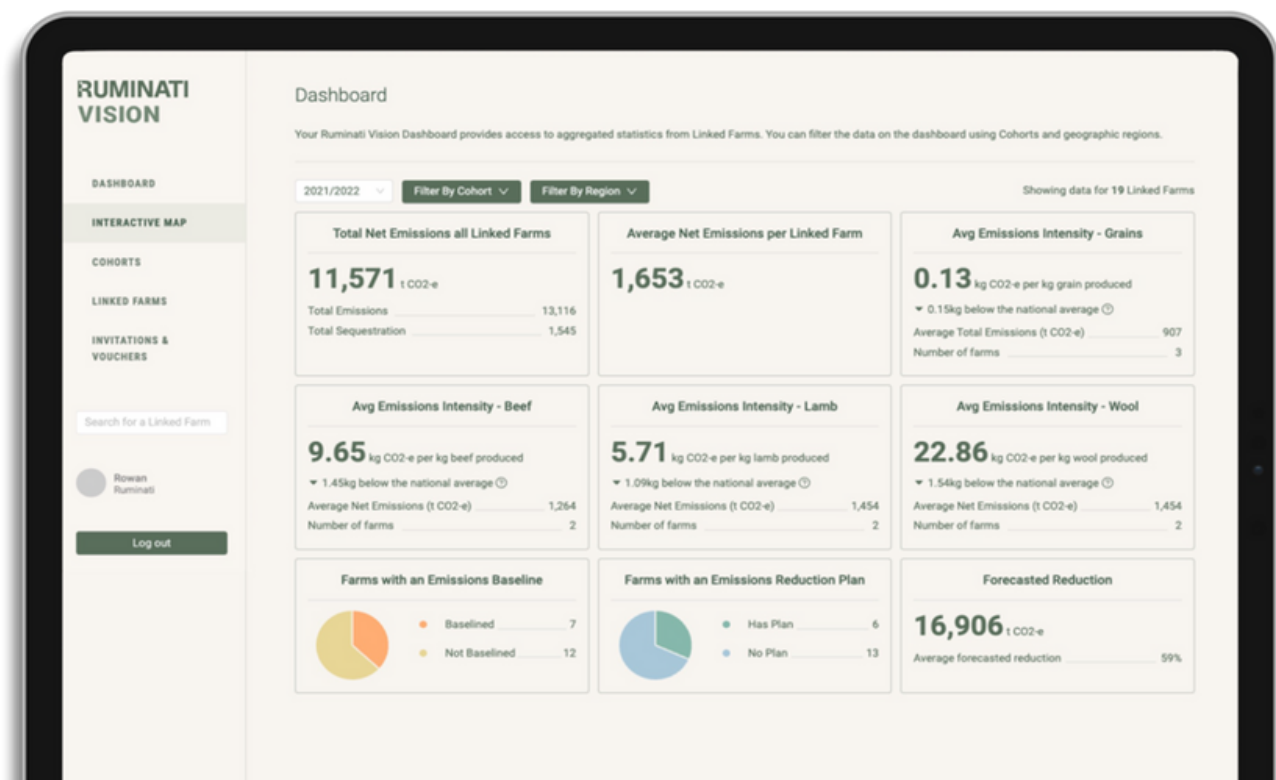 RUMINATI
VISION
DASHBOARD
INTERACTIVE MAP
COHORTS
LINKED FARMS
INVITATIONS &
VOUCHERS
Search for a Linked Farm
Rowan
Ruminati
Log out
Dashboard
Your Ruminati Vision Dashboard provides access to aggregated statistics from Linked Farms. You can filter the data on the dashboard using Cohorts and geographic regions.
2021/2022
Filter By Cohort
Filter By Region
Showing data for 19 Linked Farms
Total Net Emissions all Linked Farms
11,571 t CO2-e
Total Emissions 13,116
Total Sequestration 1,545
Average Net Emissions per Linked Farm
1,653 t CO2-e
Avg Emissions Intensity - Grains
0.13 kg CO2-e per kg grain produced
0.15kg below the national average ?
Average Total Emissions (t CO2-e) 907
Number of farms 3
Avg Emissions Intensity - Beef
9.65 kg CO2-e per kg beef produced
1.45kg below the national average ?
Average Net Emissions (t CO2-e) 1,264
Number of farms 2
Avg Emissions Intensity - Lamb
5.71 kg CO2-e per kg lamb produced
1.09kg below the national average ?
Average Net Emissions (t CO2-e) 1,454
Number of farms 2
Avg Emissions Intensity - Wool
22.86 kg CO2-e per kg wool produced
1.54kg below the national average ?
Average Net Emissions (t CO2-e) 1,454
Number of farms 2
Farms with an Emissions Baseline
Baselined 7
Not Baselined 12
Farms with an Emissions Reduction Plan
Has Plan 6
No Plan 13
Forecasted Reduction
16,906 t CO2-e
Average forecasted reduction 59%